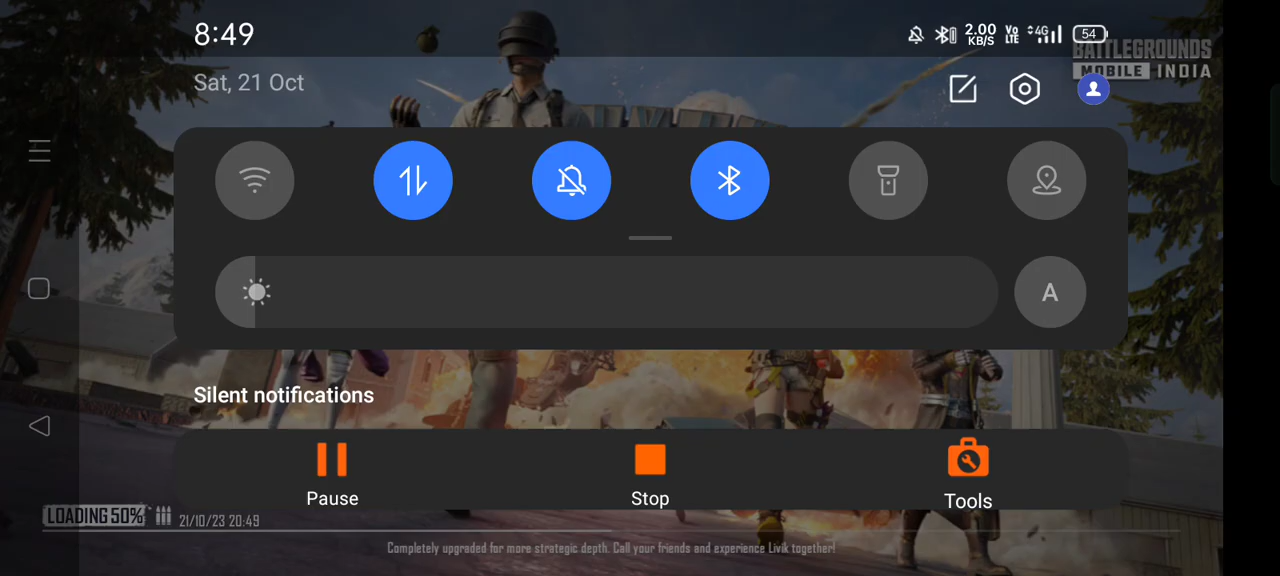 8:49
2.00
KB/S
Vo
LTE
4G
54
BATTLEGROUNDS
MOBILE INDIA
Sat, 21 Oct
A
Silent notifications
Pause
Stop
Tools
LOADING 50%
21/10/23 20:49
Completely upgraded for more strategic depth. Call your friends and experience Livik together!